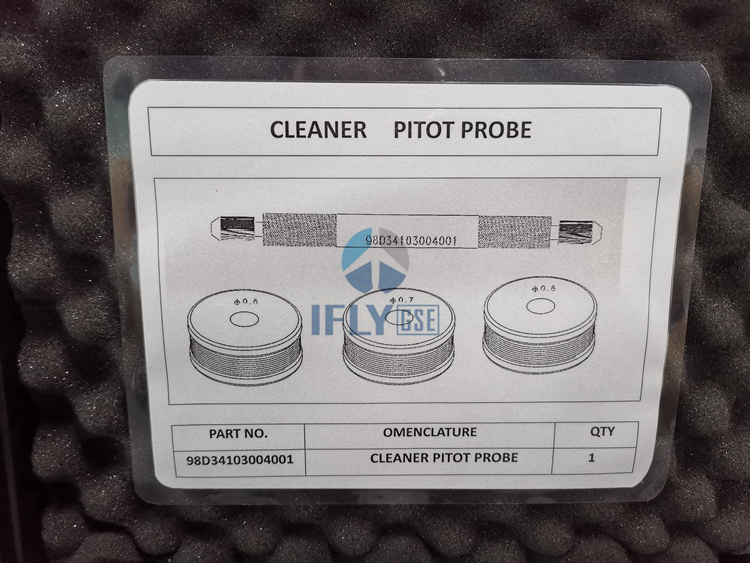 CLEANER PITOT PROBE
98D34103004001
ϕ0.6
ϕ0.7
ϕ0.8
IFLY GSE
PART NO. OMENCLATURE QTY
98D34103004001 CLEANER PITOT PROBE 1